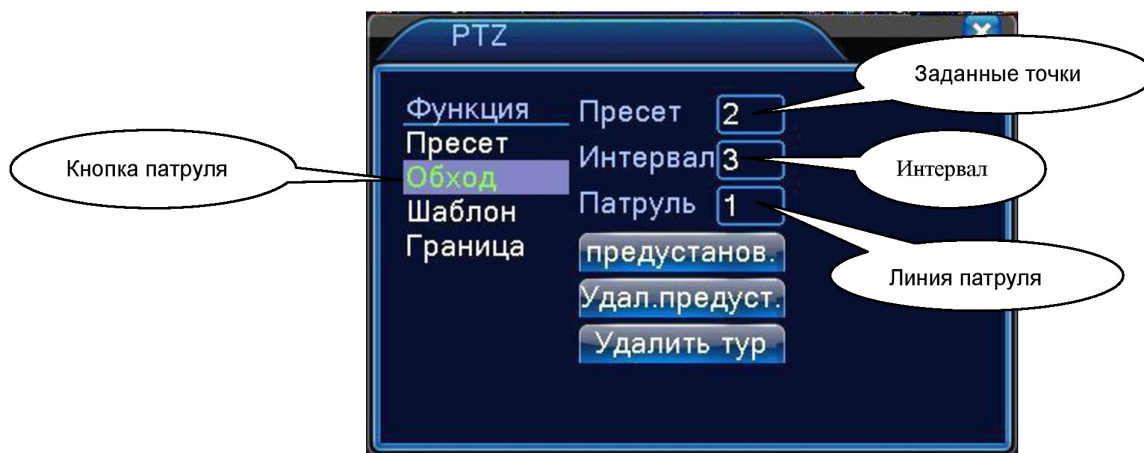 PTZ
Заданные точки
Функция
Пресет
Обход
Шаблон
Граница
Пресет 2
Интервал 3
Патруль 1
предустанов.
Удал.предуст.
Удалить тур
Кнопка патруля
Интервал
Линия патруля